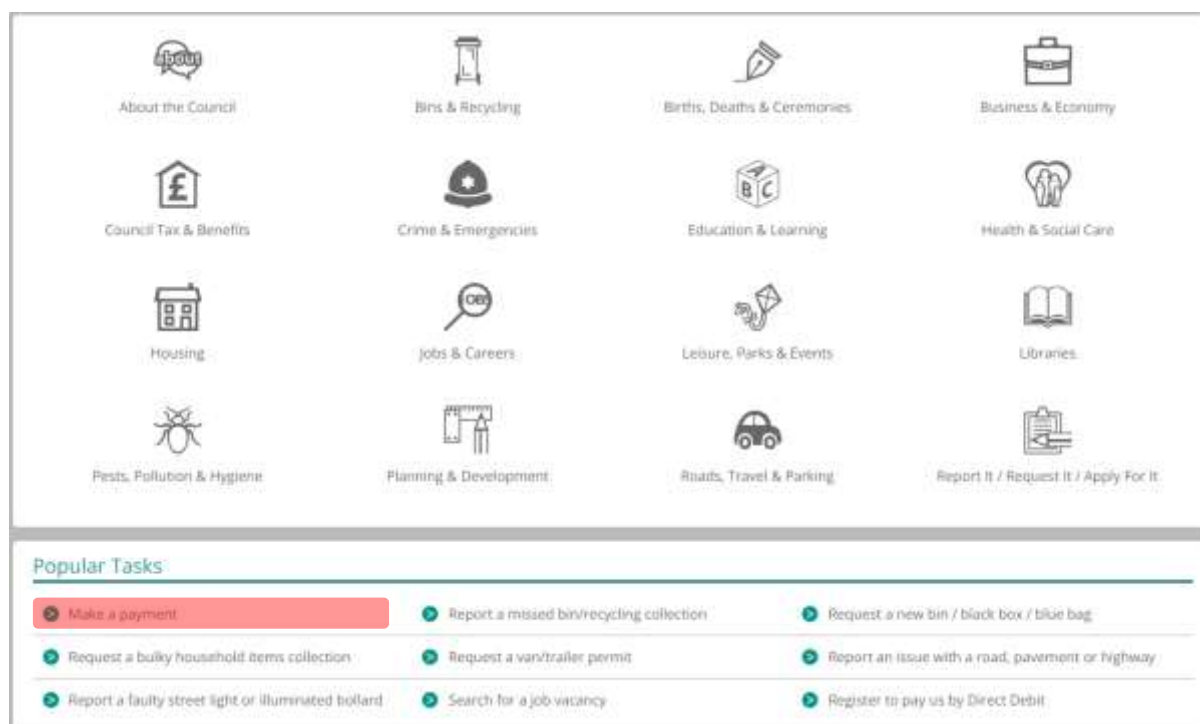 about
About the Council
Bins & Recycling
Births, Deaths & Ceremonies
Business & Economy
£
A
B C
Council Tax & Benefits
Crime & Emergencies
Education & Learning
Health & Social Care
JOBS
Housing
Jobs & Careers
Leisure, Parks & Events
Libraries
Pests, Pollution & Hygiene
Planning & Development
Roads, Travel & Parking
Report It / Request It / Apply For It
Popular Tasks
Make a payment
Report a missed bin/recycling collection
Request a new bin / black box / blue bag
Request a bulky household items collection
Request a van/trailer permit
Report an issue with a road, pavement or highway
Report a faulty street light or illuminated bollard
Search for a job vacancy
Register to pay us by Direct Debit